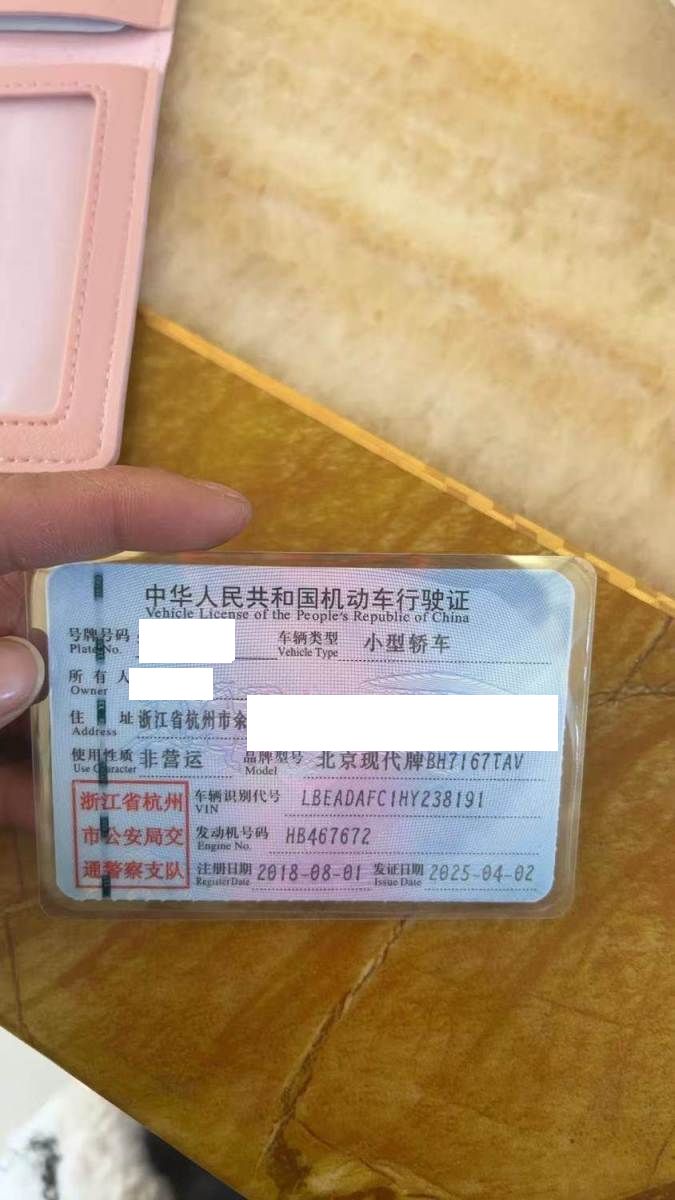 中华人民共和国机动车行驶证
Vehicle License of the People's Republic of China
号牌号码 车辆类型 小型轿车
Plate No. Vehicle Type
所有人
Owner
住址 浙江省杭州市余
Address
使用性质 非营运 品牌型号 北京现代牌BH7167TAV
Use Character Model
浙江省杭州 车辆识别代号 LBEADAFC1HY238191
VIN
市公安局交 发动机号码 HB467672
Engine No.
通警察支队 注册日期 2018-08-01 发证日期 2025-04-02
Register Date Issue Date